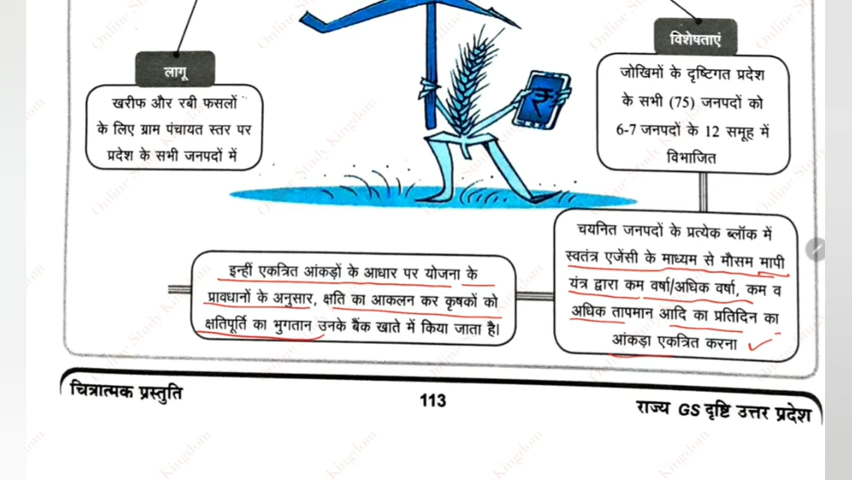 लागू
खरीफ और रबी फसलों
के लिए ग्राम पंचायत स्तर पर
प्रदेश के सभी जनपदों में
विशेषताएं
जोखिमों के दृष्टिगत प्रदेश
के सभी (75) जनपदों को
6-7 जनपदों के 12 समूह में
विभाजित
चयनित जनपदों के प्रत्येक ब्लॉक में
स्वतंत्र एजेंसी के माध्यम से मौसम मापी
यंत्र द्वारा कम वर्षा/अधिक वर्षा, कम व
अधिक तापमान आदि का प्रतिदिन का
आंकड़ा एकत्रित करना
इन्हीं एकत्रित आंकड़ों के आधार पर योजना के
प्रावधानों के अनुसार, क्षति का आकलन कर कृषकों को
क्षतिपूर्ति का भुगतान उनके बैंक खाते में किया जाता है।
चित्रात्मक प्रस्तुति
113
राज्य GS दृष्टि उत्तर प्रदेश
₹
Online Study Kingdom